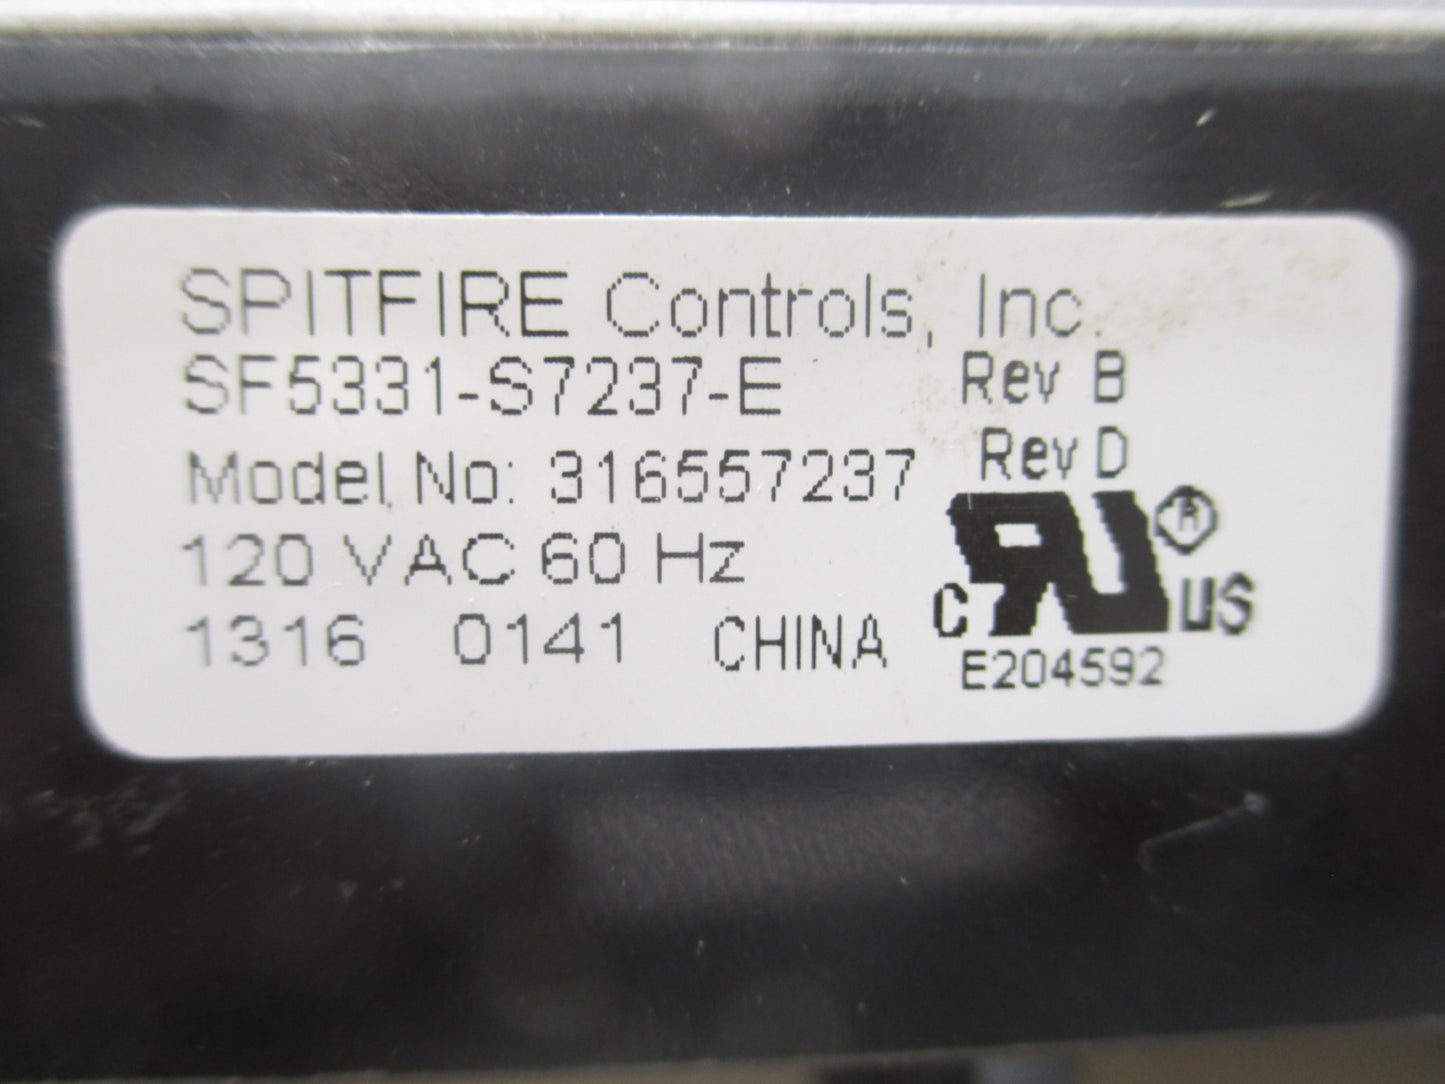 SPITFIRE Controls, Inc.
SF5331-S7237-E Rev B
Model No: 316557237 Rev D
120 VAC 60 Hz
1316 0141 CHINA
C RU ® US
E204592